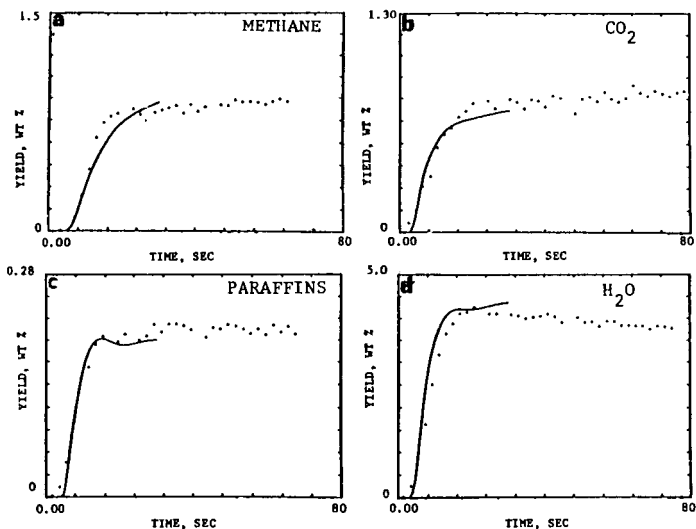 1.5
a
METHANE
YIELD, WT %
0
0.00
80
TIME, SEC
1.30
b
CO2
YIELD, WT %
0
0.00
80
TIME, SEC
0.28
c
PARAFFINS
YIELD, WT %
0
0.00
80
TIME, SEC
5.0
d
H2O
YIELD, WT %
0
0.00
80
TIME, SEC